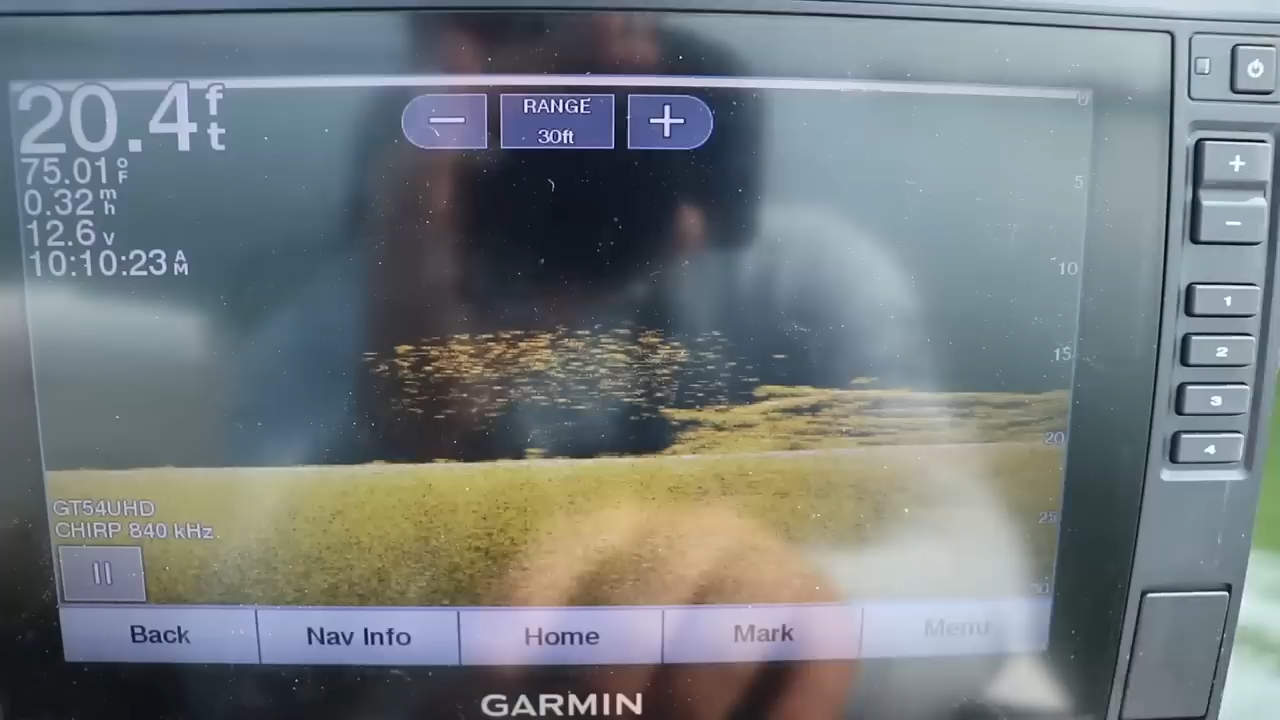 20.4 ft
75.01 °F
0.32 mh
12.6 v
10:10:23 AM
−
RANGE
30ft
+
0
5
10
15
20
25
30
GT54UHD
CHIRP 840 kHz
Back
Nav Info
Home
Mark
Menu
GARMIN
+
−
1
2
3
4